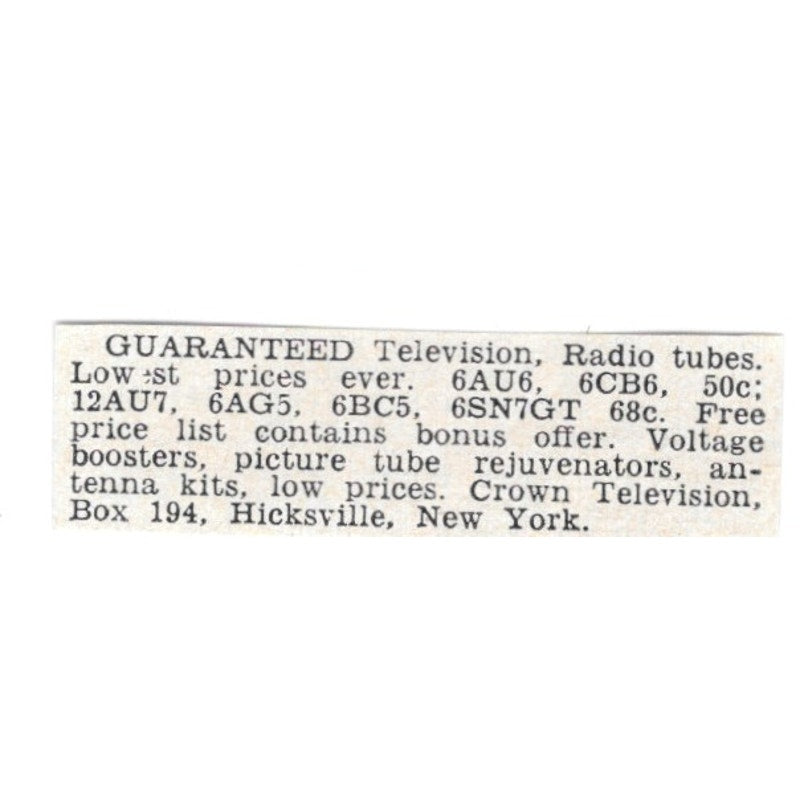 GUARANTEED Television, Radio tubes.
Lowest prices ever. 6AU6, 6CB6, 50c;
12AU7, 6AG5, 6BC5, 6SN7GT 68c. Free
price list contains bonus offer. Voltage
boosters, picture tube rejuvenators, an-
tenna kits, low prices. Crown Television,
Box 194, Hicksville, New York.